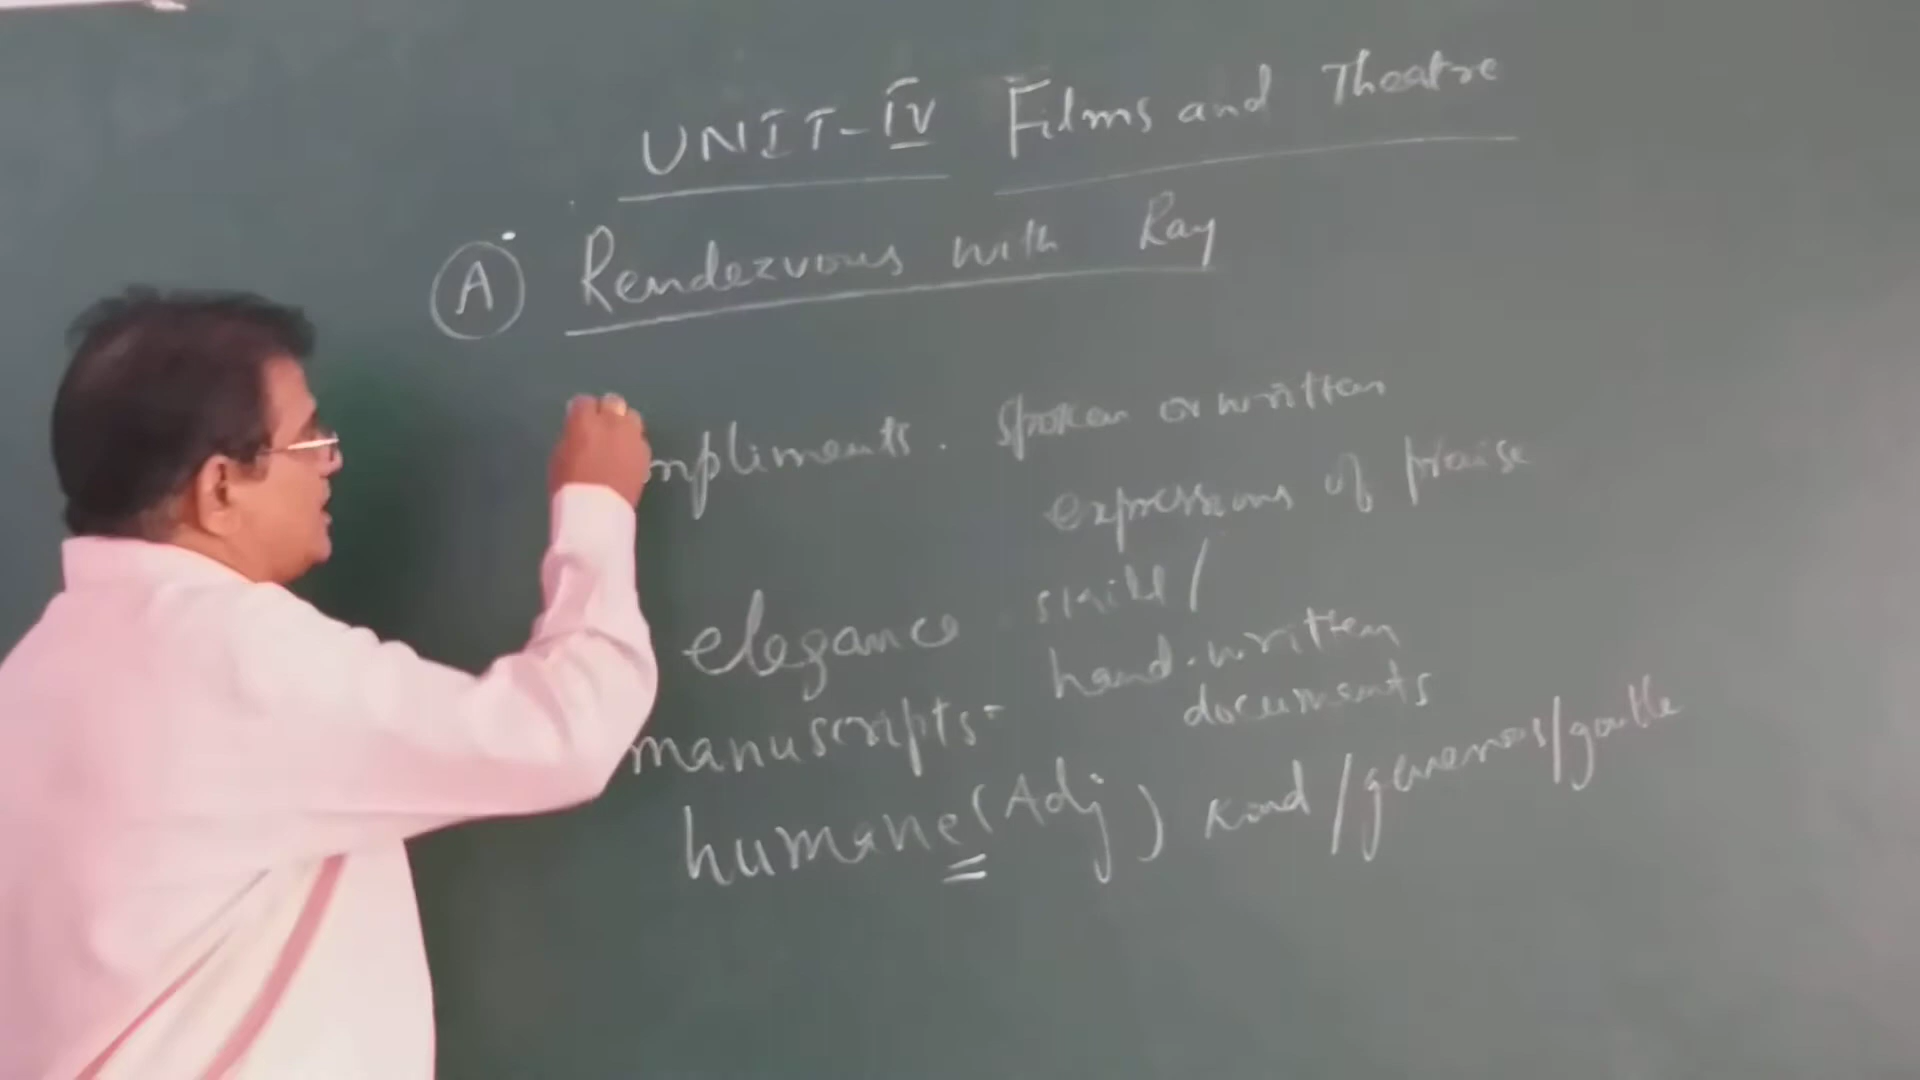 UNIT-IV Films and Theatre
A Rendezvous with Ray
mpliments. spoken or written
expressions of praise
elegance skill/
manuscripts- hand-written
documents
humane (Adj) kind/generous/gentle